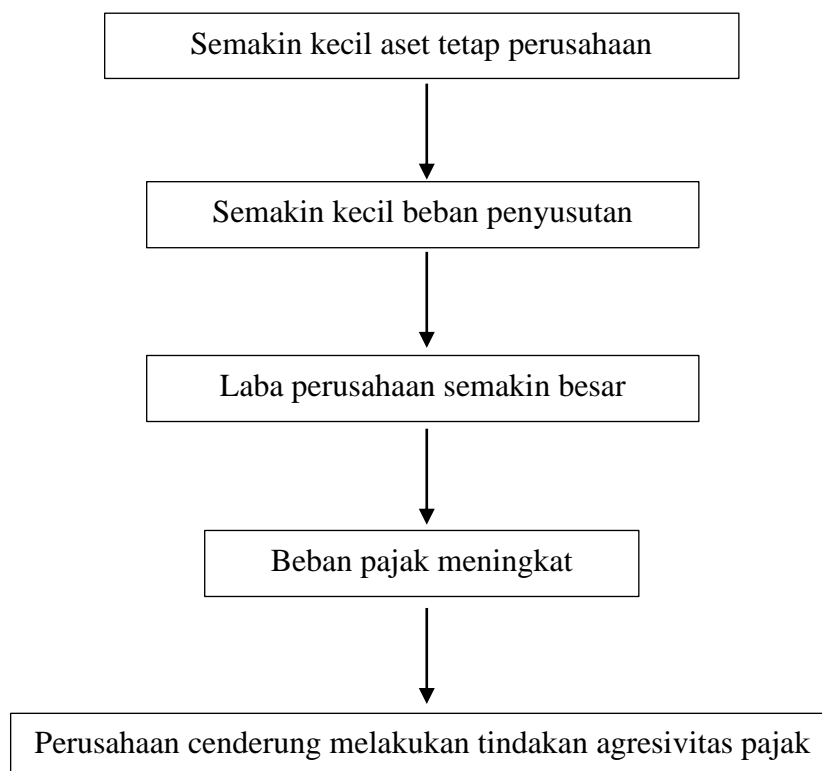 Semakin kecil aset tetap perusahaan
Semakin kecil beban penyusutan
Laba perusahaan semakin besar
Beban pajak meningkat
Perusahaan cenderung melakukan tindakan agresivitas pajak